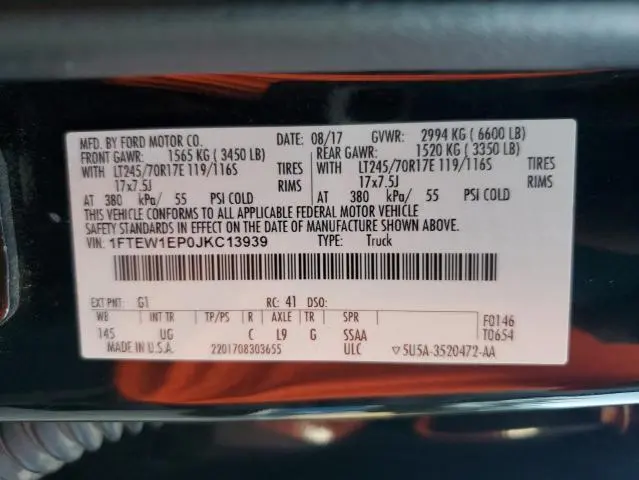 MFD. BY FORD MOTOR CO. DATE: 08/17 GVWR: 2994 KG ( 6600 LB)
FRONT GAWR: 1565 KG ( 3450 LB) REAR GAWR: 1520 KG ( 3350 LB)
WITH LT245/70R17E 119/116S TIRES WITH LT245/70R17E 119/116S TIRES
17x7.5J RIMS 17x7.5J RIMS
AT 380 kPa/ 55 PSI COLD AT 380 kPa/ 55 PSI COLD
THIS VEHICLE CONFORMS TO ALL APPLICABLE FEDERAL MOTOR VEHICLE
SAFETY STANDARDS IN EFFECT ON THE DATE OF MANUFACTURE SHOWN ABOVE.
VIN: 1FTEW1EP0JKC13939 TYPE: Truck
EXT PNT: G1 RC: 41 DSO: F0146
WB INT TR TP/PS R AXLE TR SPR T0654
145 UG C L9 G SSAA
MADE IN U.S.A. 2201708303655 ULC ▽5U5A-3520472-AA